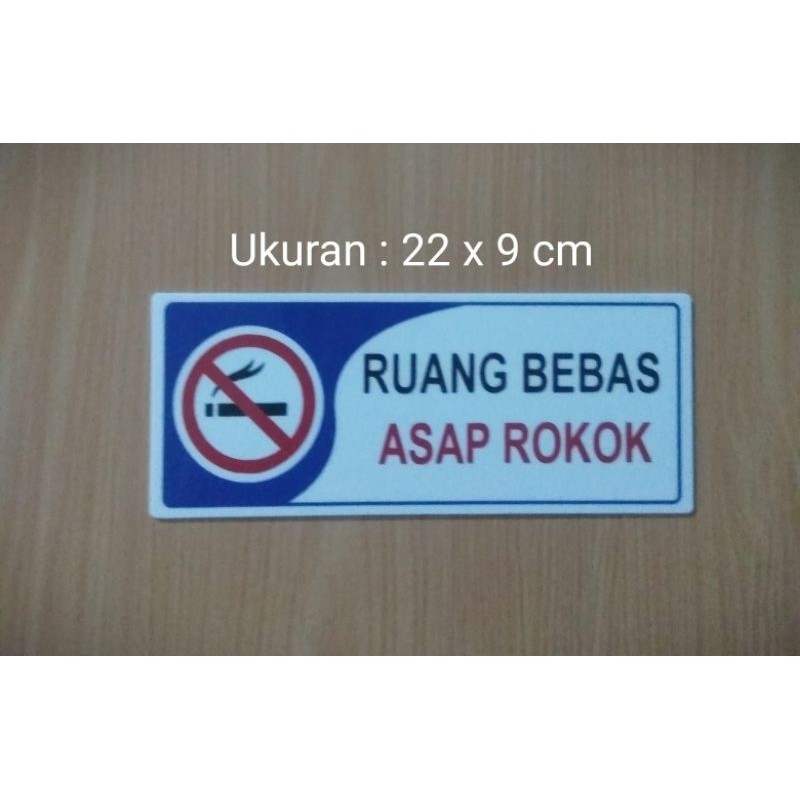 Ukuran : 22 x 9 cm
RUANG BEBAS
ASAP ROKOK